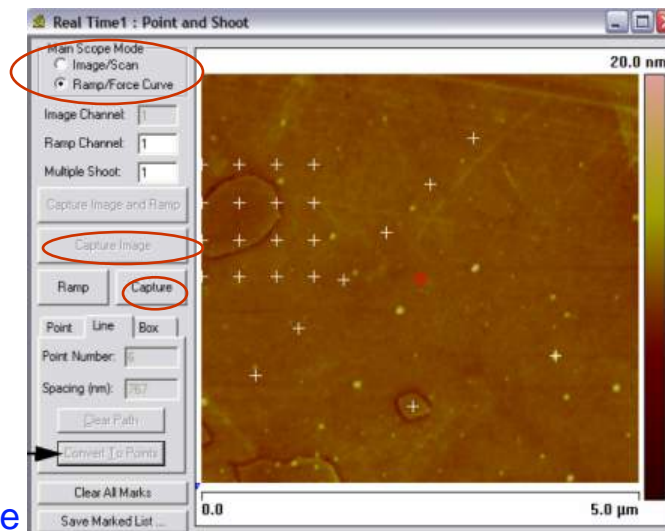 Real Time1 : Point and Shoot
Main Scope Mode
Image/Scan
Ramp/Force Curve
Image Channel: 1
Ramp Channel: 1
Multiple Shoot: 1
Capture Image and Ramp
Capture Image
Ramp Capture
Point Line Box
Point Number: 6
Spacing (nm): 767
Clear Path
Convert To Points
Clear All Marks
Save Marked List ...
20.0 nm
0.0 5.0 µm
e